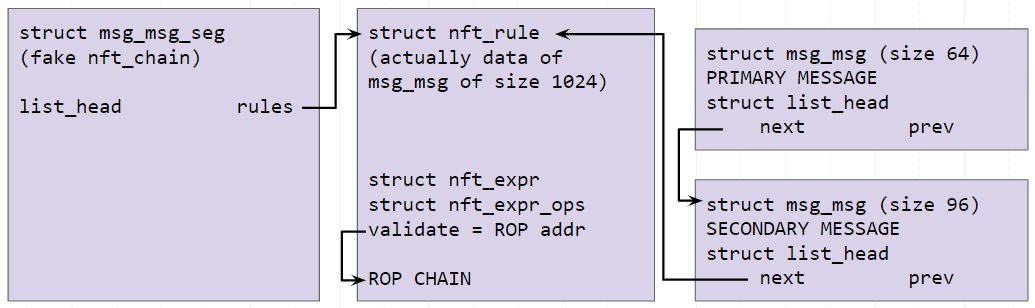 struct msg_msg_seg
(fake nft_chain)
list_head rules
struct nft_rule
(actually data of
msg_msg of size 1024)
struct nft_expr
struct nft_expr_ops
validate = ROP addr
ROP CHAIN
struct msg_msg (size 64)
PRIMARY MESSAGE
struct list_head
next prev
struct msg_msg (size 96)
SECONDARY MESSAGE
struct list_head
next prev